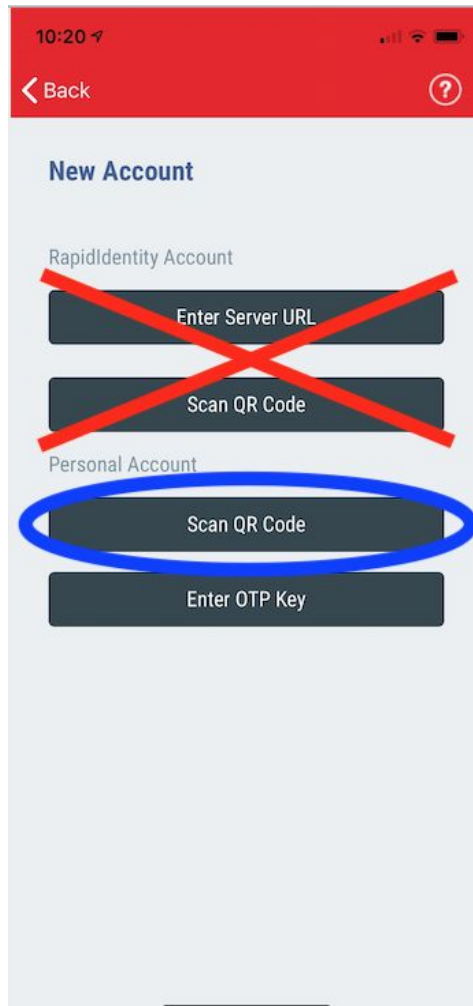 10:20
Back
?
New Account
RapidIdentity Account
Enter Server URL
Scan QR Code
Personal Account
Scan QR Code
Enter OTP Key